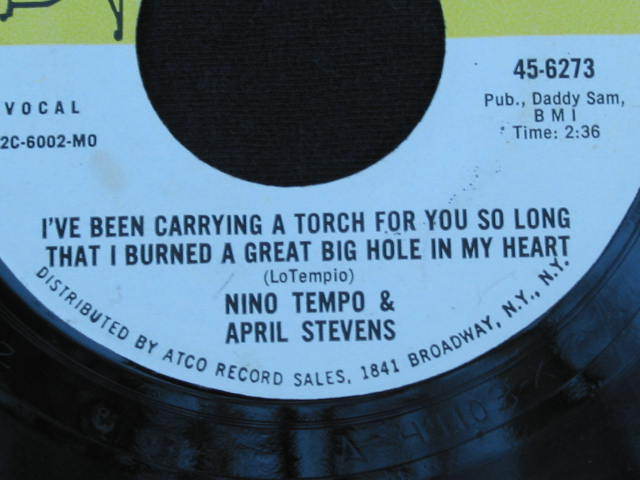 VOCAL
2C-6002-MO
45-6273
Pub., Daddy Sam,
BMI
Time: 2:36
I'VE BEEN CARRYING A TORCH FOR YOU SO LONG
THAT I BURNED A GREAT BIG HOLE IN MY HEART
(LoTempio)
NINO TEMPO &
APRIL STEVENS
DISTRIBUTED BY ATCO RECORD SALES, 1841 BROADWAY, N.Y., N.Y.